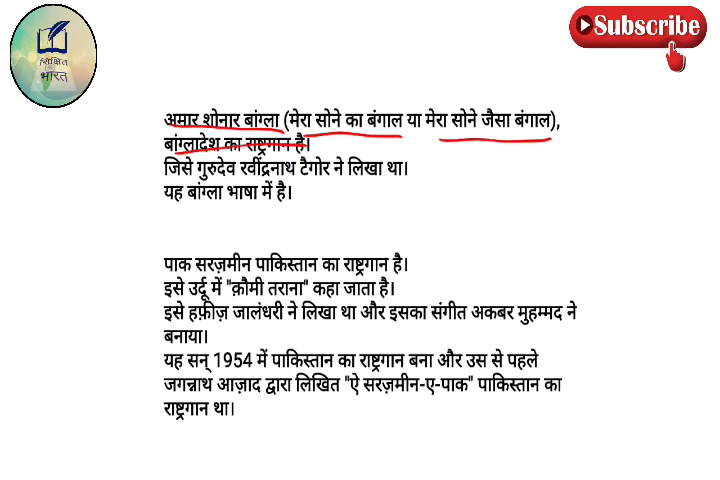 शिक्षित
भारत
Subscribe
अमार शोनार बांग्ला (मेरा सोने का बंगाल या मेरा सोने जैसा बंगाल),
बांग्लादेश का राष्ट्रगान है।
जिसे गुरुदेव रवींद्रनाथ टैगोर ने लिखा था।
यह बांग्ला भाषा में है।
पाक सरज़मीन पाकिस्तान का राष्ट्रगान है।
इसे उर्दू में "क़ौमी तराना" कहा जाता है।
इसे हफ़ीज़ जालंधरी ने लिखा था और इसका संगीत अकबर मुहम्मद ने
बनाया।
यह सन् 1954 में पाकिस्तान का राष्ट्रगान बना और उस से पहले
जगन्नाथ आज़ाद द्वारा लिखित "ऐ सरज़मीन-ए-पाक" पाकिस्तान का
राष्ट्रगान था।